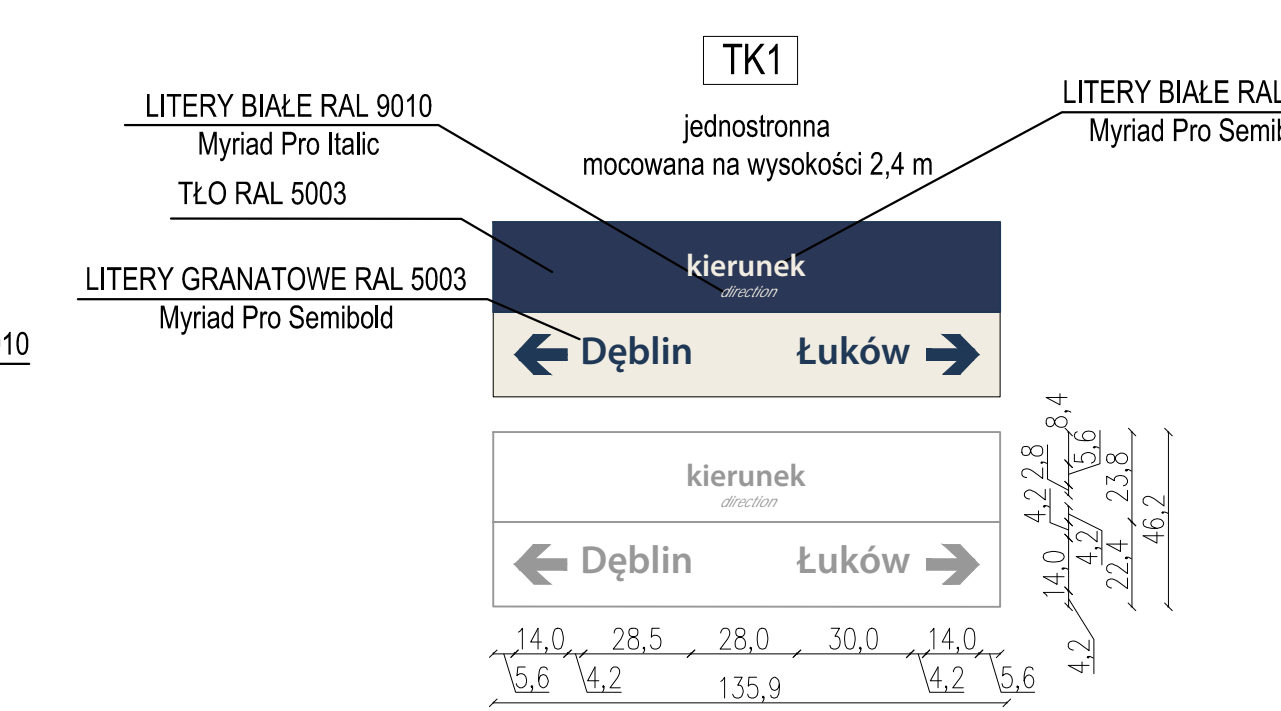 TK1
jednostronna
mocowana na wysokości 2,4 m
LITERY BIAŁE RAL 9010
Myriad Pro Italic
TŁO RAL 5003
LITERY GRANATOWE RAL 5003
Myriad Pro Semibold
LITERY BIAŁE RAL
Myriad Pro Semib
10
kierunek
direction
Dęblin Łuków
kierunek
direction
Dęblin Łuków
14,0 28,5 28,0 30,0 14,0
5,6 4,2 4,2 5,6
135,9
8,4
5,6
2,8
4,2
4,2
14,0
4,2
23,8
22,4
46,2